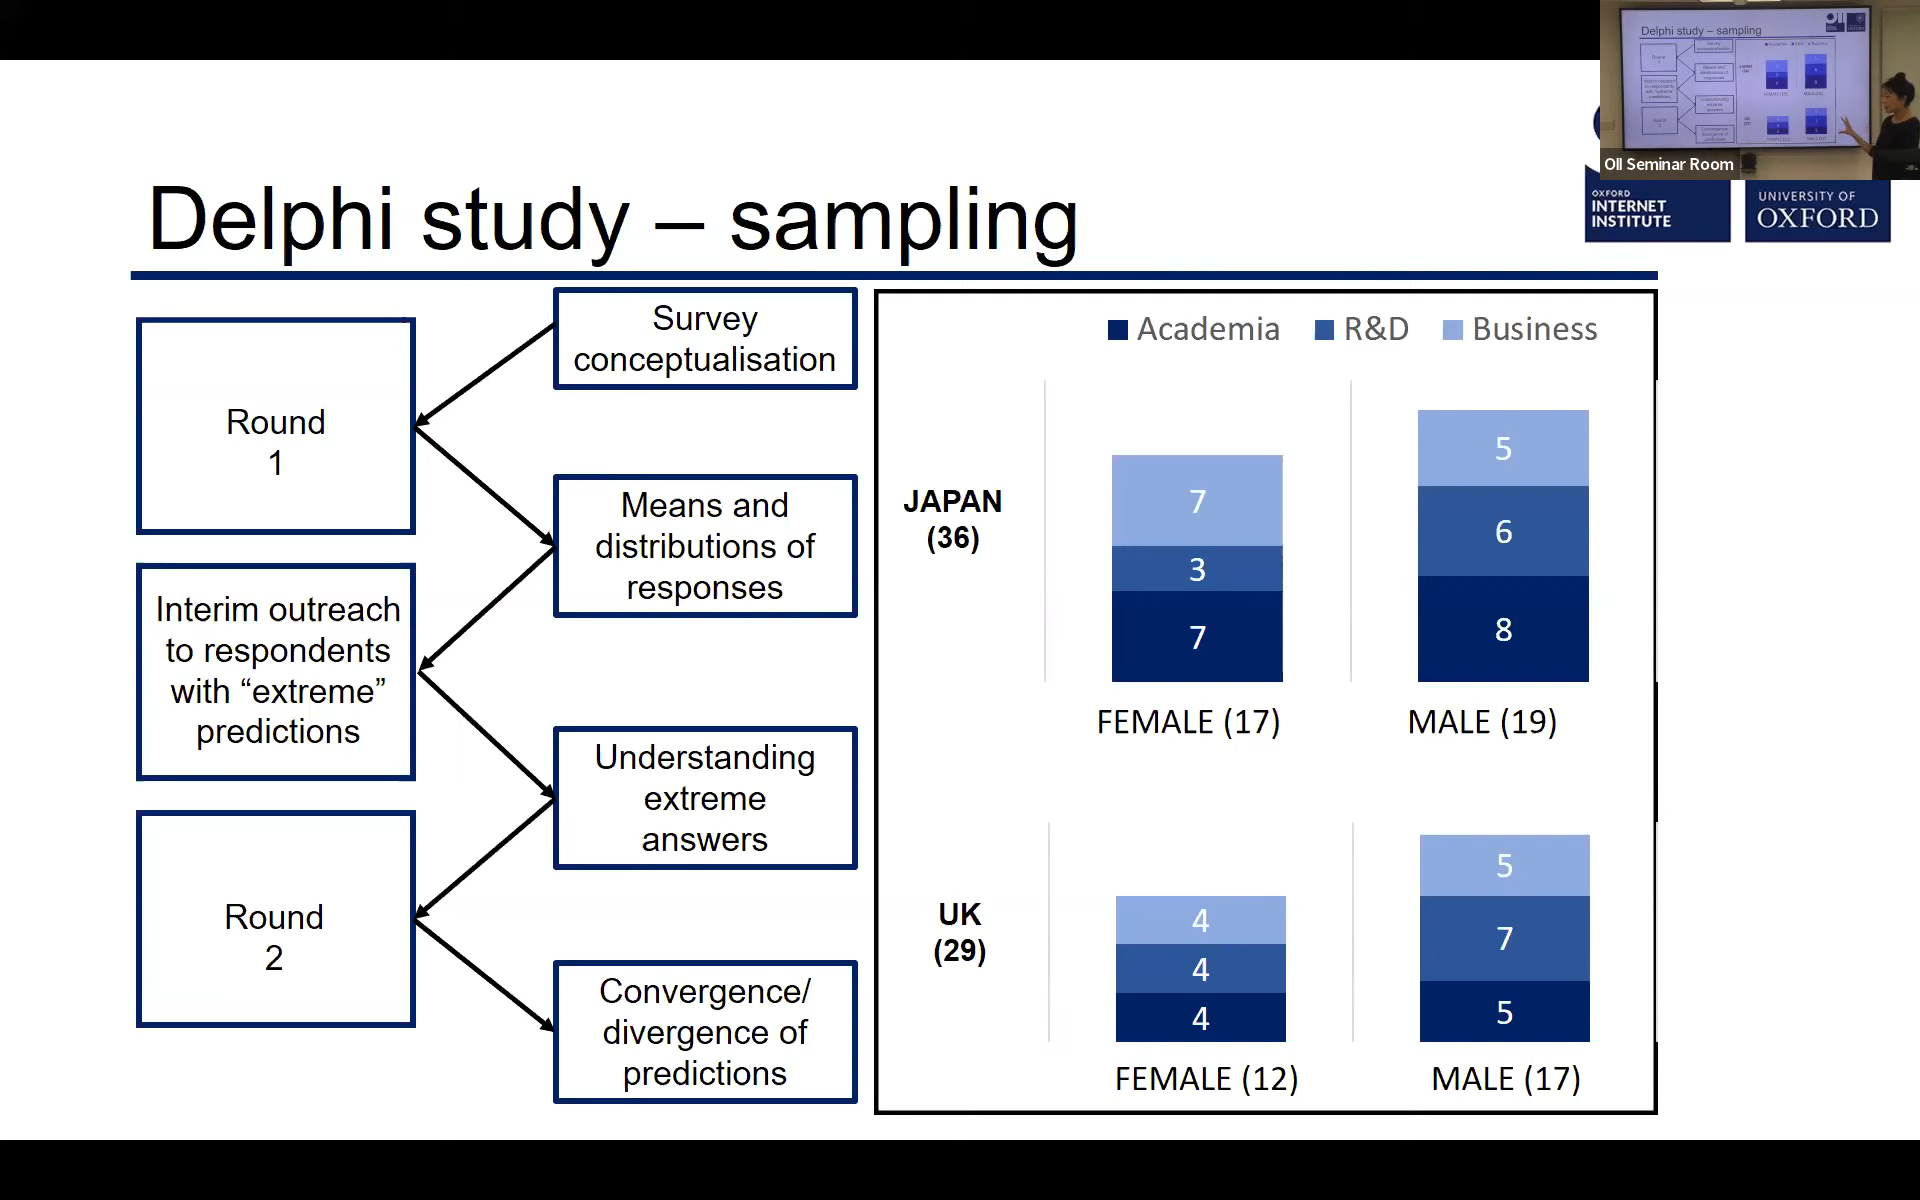 Delphi study – sampling
Oll Seminar Room
OXFORD
INTERNET
INSTITUTE
UNIVERSITY OF
OXFORD
Round
1
Interim outreach
to respondents
with “extreme”
predictions
Round
2
Survey
conceptualisation
Means and
distributions of
responses
Understanding
extreme
answers
Convergence/
divergence of
predictions
Academia R&D Business
JAPAN
(36)
7
3
7
FEMALE (17)
5
6
8
MALE (19)
UK
(29)
4
4
4
FEMALE (12)
5
7
5
MALE (17)
Delphi study – sampling